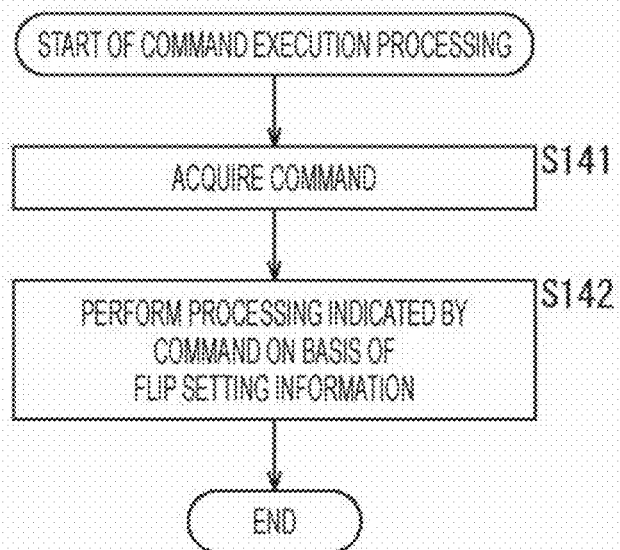 START OF COMMAND EXECUTION PROCESSING
ACQUIRE COMMAND
S141
PERFORM PROCESSING INDICATED BY
COMMAND ON BASIS OF
FLIP SETTING INFORMATION
S142
END